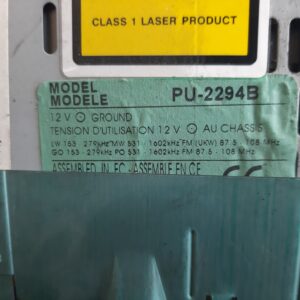 CLASS 1 LASER PRODUCT
MODEL
MODELE PU-2294B
12 V ⊖ GROUND
TENSION D'UTILISATION 12 V ⊖ AU CHASSIS
LW 153 - 279kHz MW 531 - 1602kHz FM (UKW) 87.5 - 108 MHz
GO 153 - 279kHz PO 531 - 1602kHz FM 87.5 - 108 MHz
ASSEMBLED IN EC - ASSEMBLE EN CE
CE